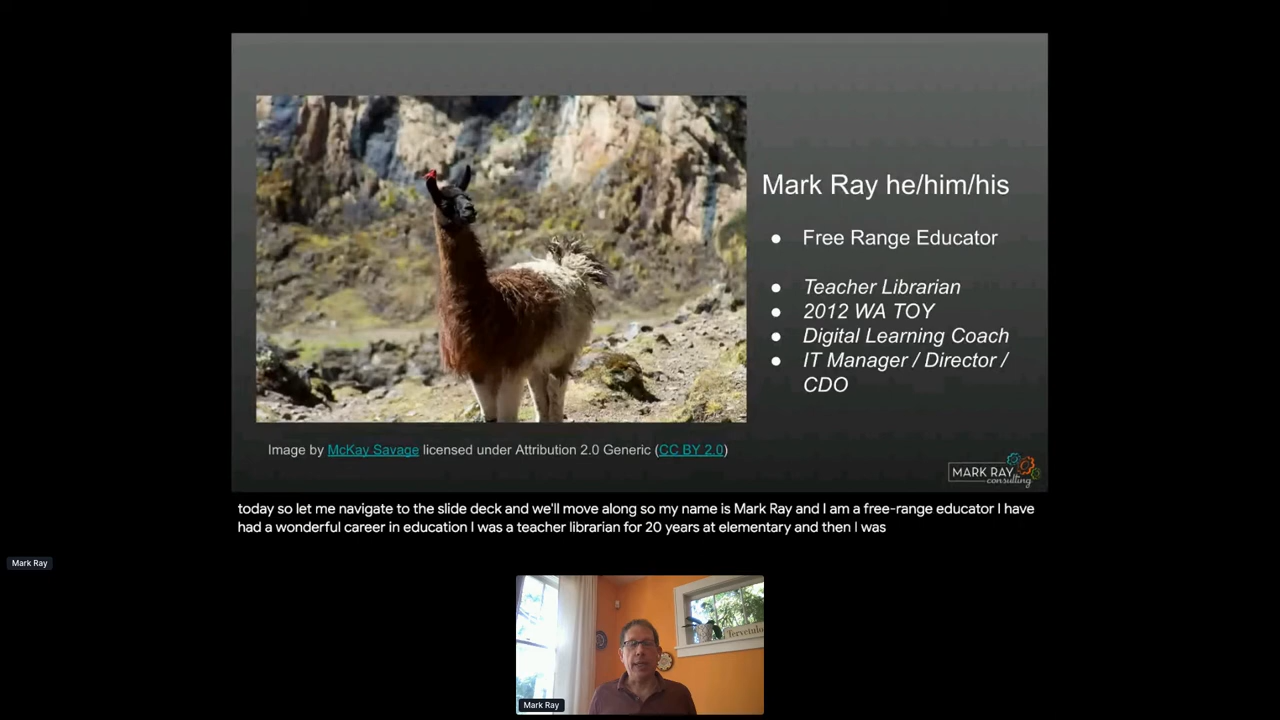 Mark Ray he/him/his
● Free Range Educator
● Teacher Librarian
● 2012 WA TOY
● Digital Learning Coach
● IT Manager / Director /
CDO
Image by McKay Savage licensed under Attribution 2.0 Generic (CC BY 2.0)
MARK RAY
consulting
today so let me navigate to the slide deck and we'll move along so my name is Mark Ray and I am a free-range educator I have
had a wonderful career in education I was a teacher librarian for 20 years at elementary and then I was
Mark Ray
Tervetulo
Mark Ray